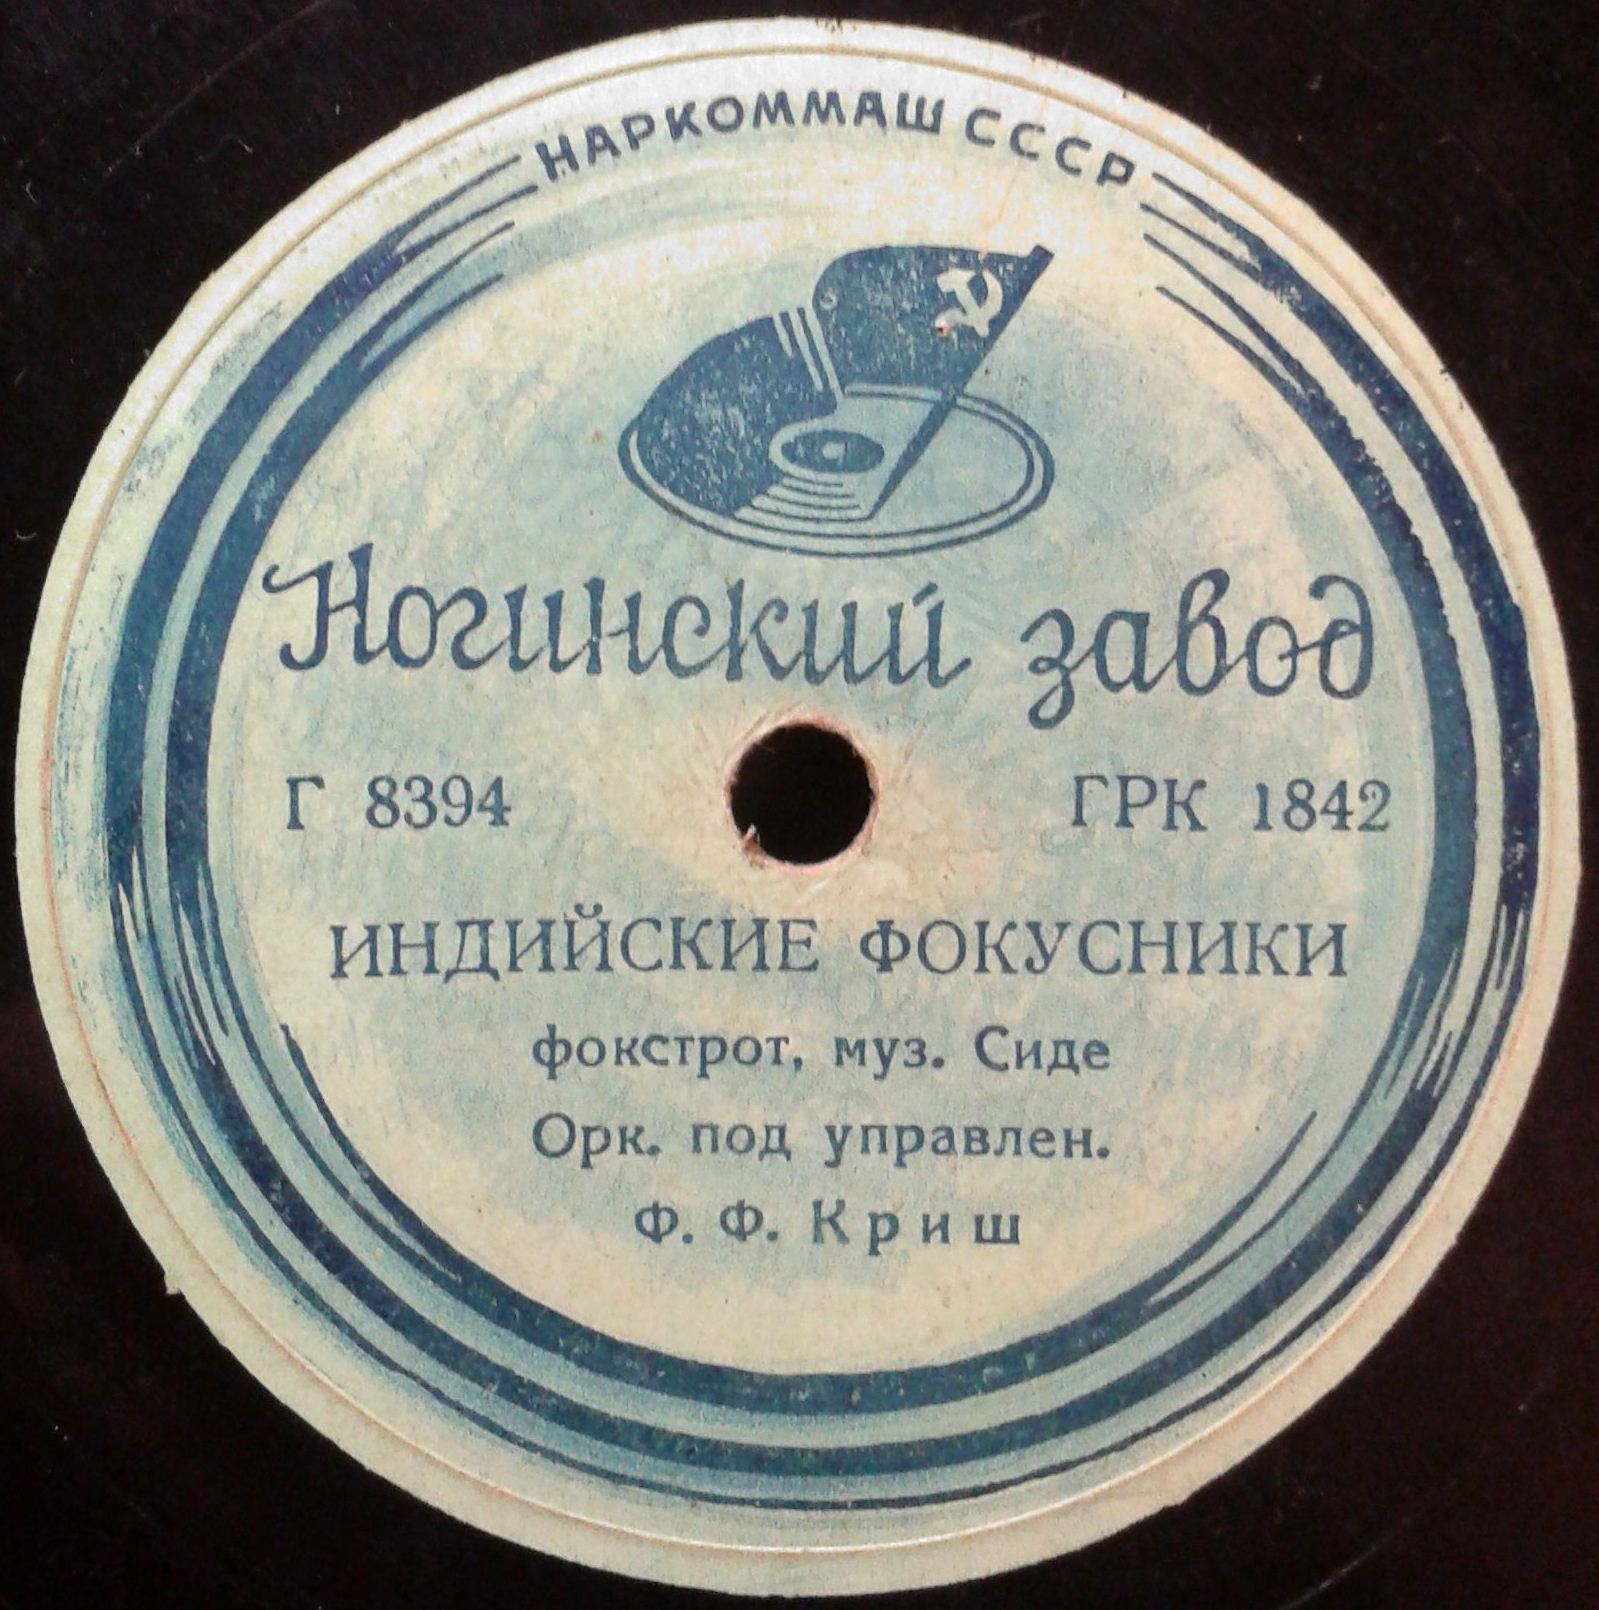 НАРКОММАШ СССР
Ногинский завод
Г 8394 ГРК 1842
ИНДИЙСКИЕ ФОКУСНИКИ
фокстрот, муз. Сиде
Орк. под управлен.
Ф. Ф. Криш